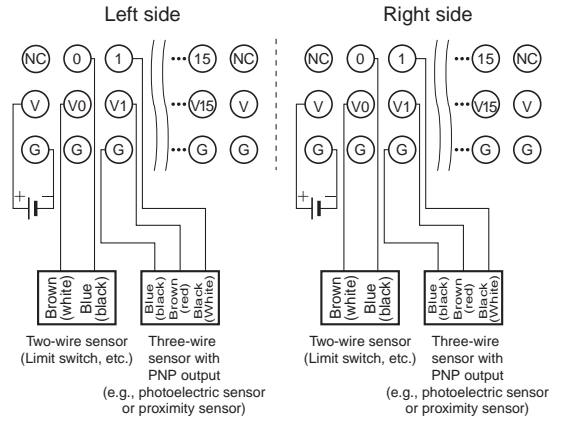 Left side
Right side
NC 0 1 ···15 NC
NC 0 1 ···15 NC
V V0 V1 ···V15 V
V V0 V1 ···V15 V
G G G ···G G
G G G ···G G
+ −
+ −
Brown
(white)
Blue
(black)
Blue
(black)
Brown
(red)
Black
(White)
Brown
(white)
Blue
(black)
Blue
(black)
Brown
(red)
Black
(White)
Two-wire sensor
(Limit switch, etc.)
Three-wire
sensor with
PNP output
(e.g., photoelectric sensor
or proximity sensor)
Two-wire sensor
(Limit switch, etc.)
Three-wire
sensor with
PNP output
(e.g., photoelectric sensor
or proximity sensor)